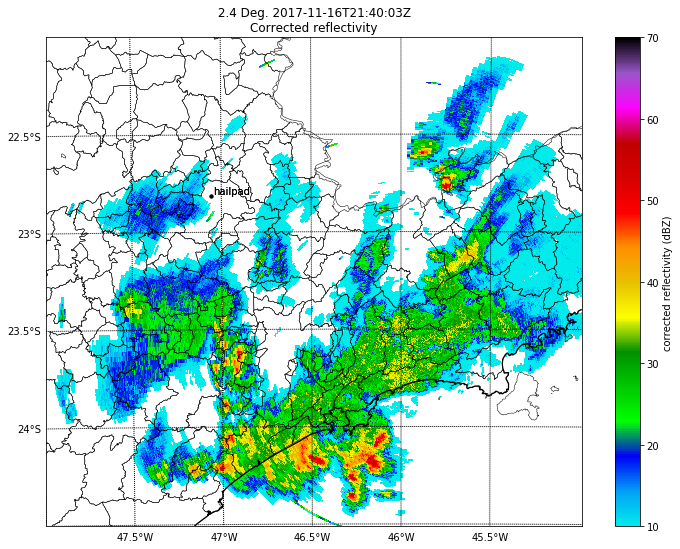 2.4 Deg. 2017-11-16T21:40:03Z
Corrected reflectivity
70
60
50
40
30
20
10
corrected reflectivity (dBZ)
22.5°S
23°S
23.5°S
24°S
hailpad
47.5°W
47°W
46.5°W
46°W
45.5°W